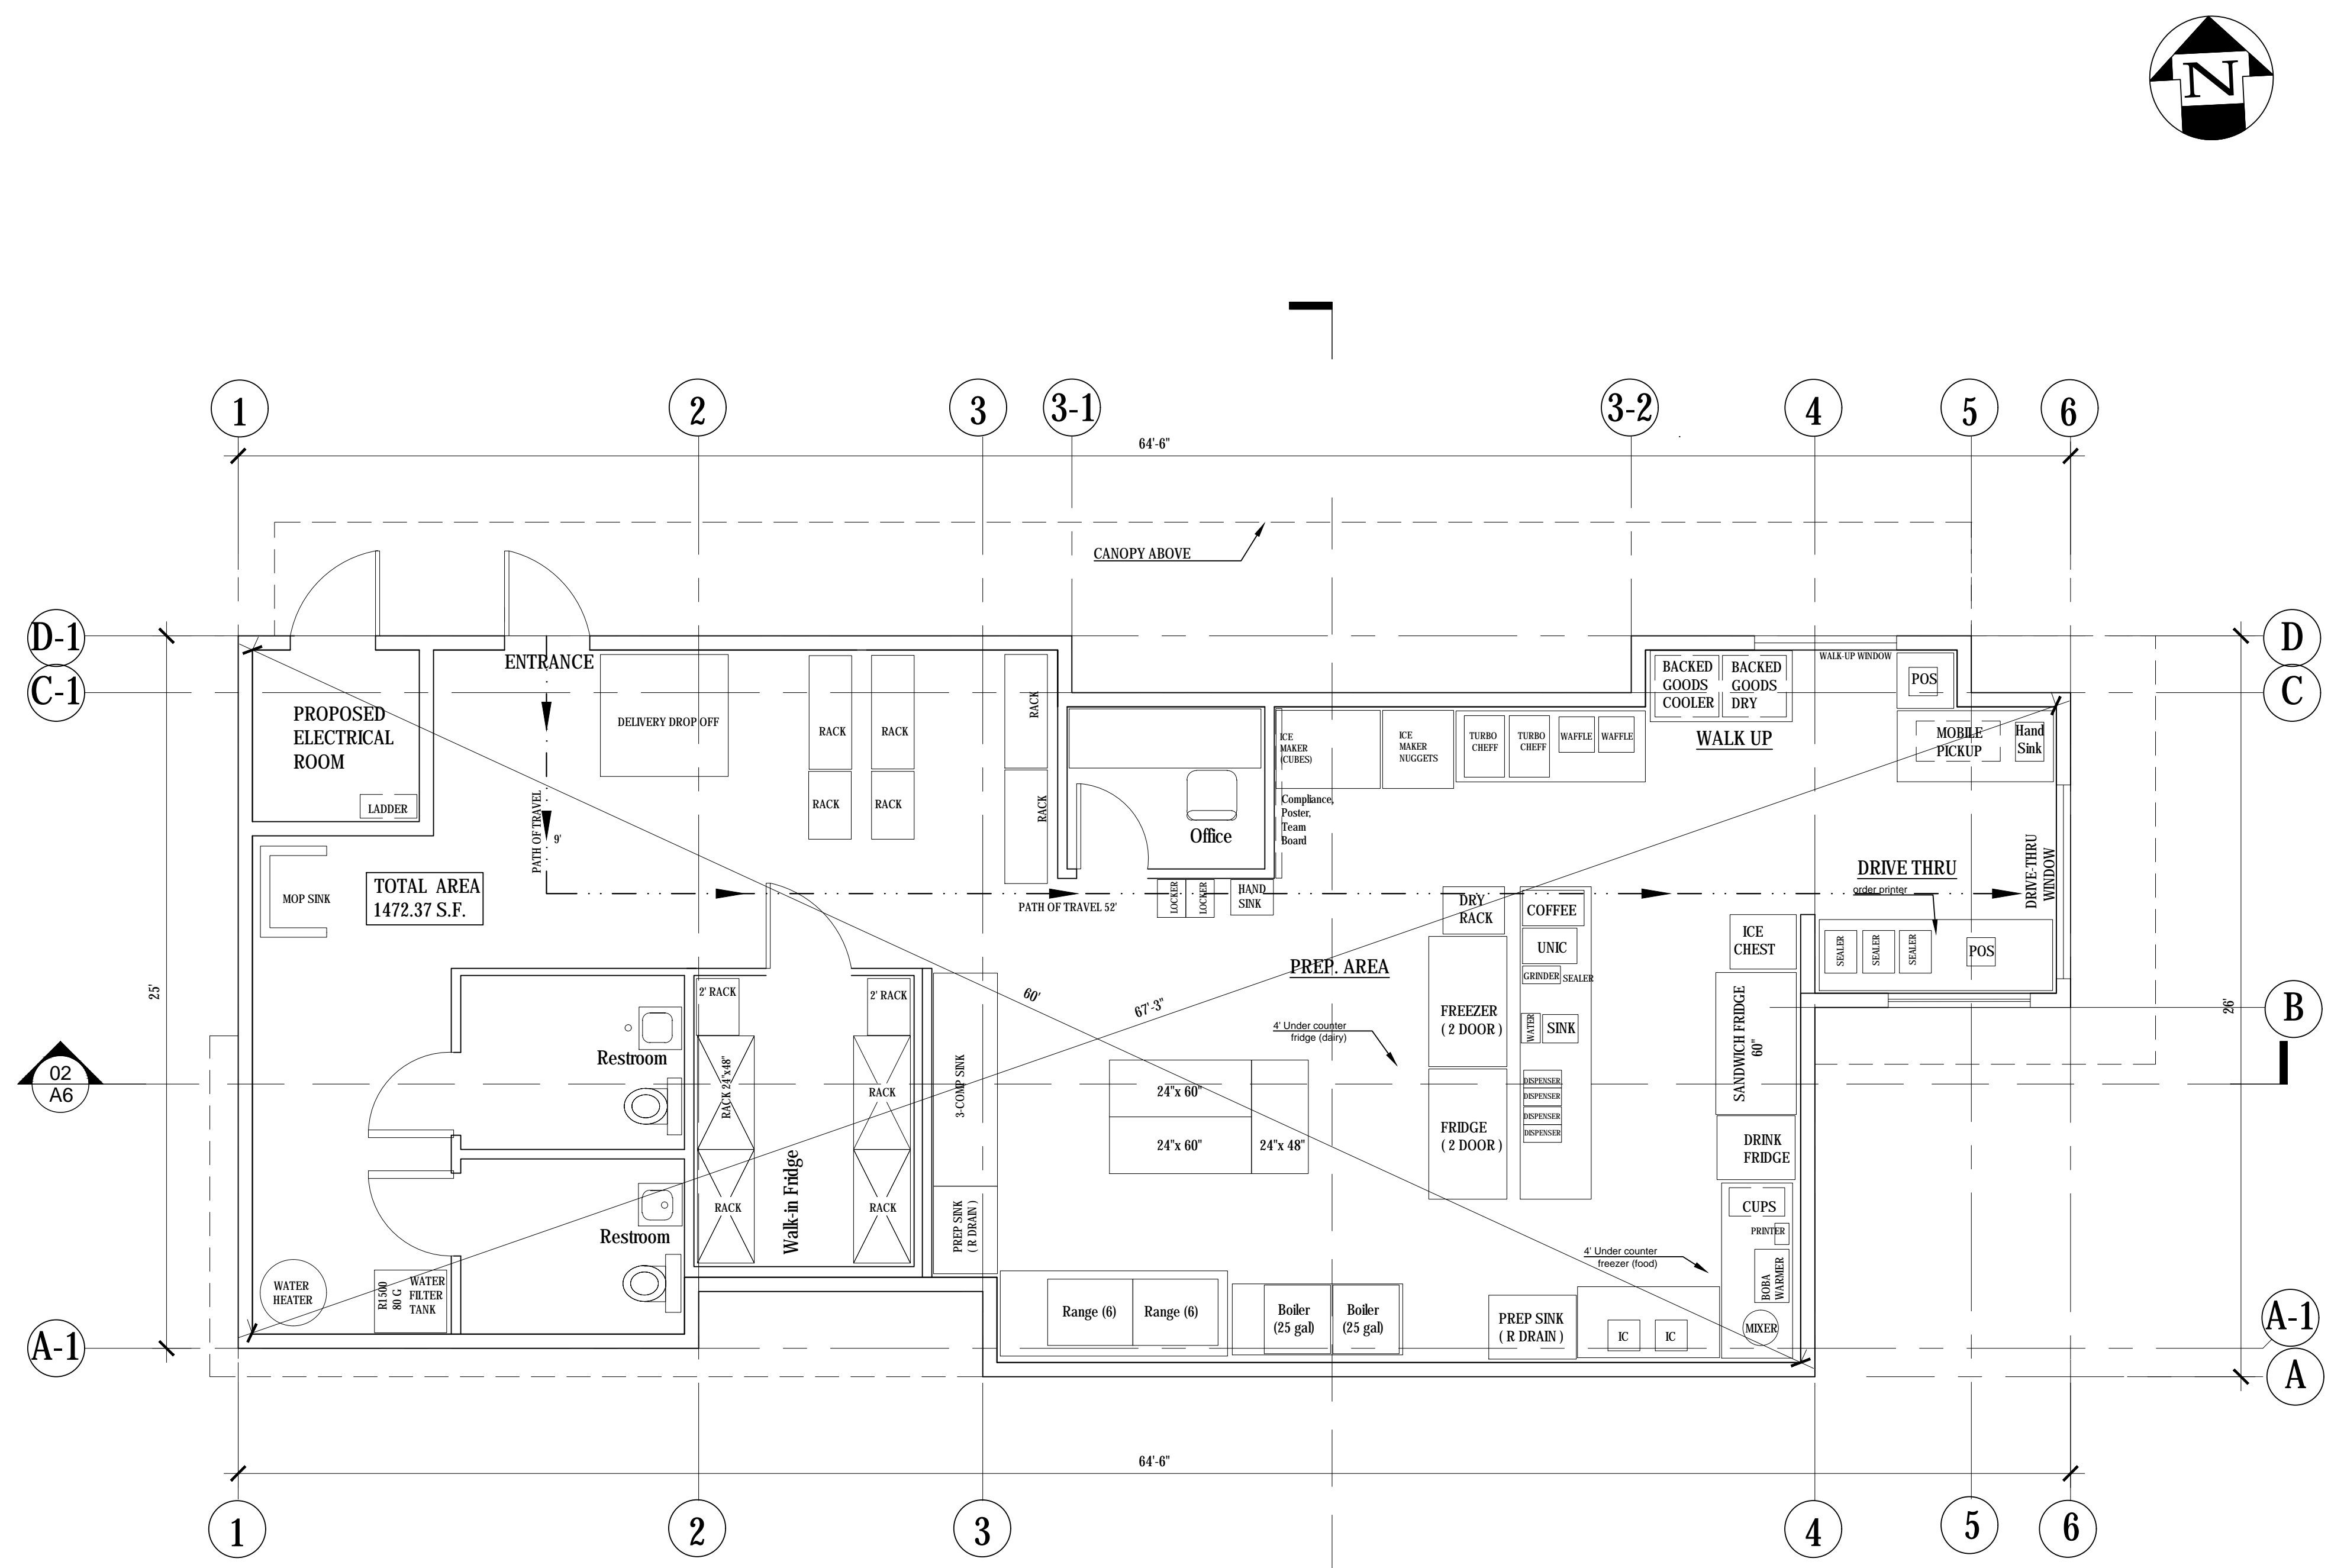 N
1
2
3
3-1
3-2
4
5
6
64'-6"
CANOPY ABOVE
D-1
D
C-1
C
ENTRANCE
WALK-UP WINDOW
BACKED
GOODS
COOLER
BACKED
GOODS
DRY
POS
PROPOSED
ELECTRICAL
ROOM
DELIVERY DROP OFF
RACK
RACK
RACK
RACK
RACK
RACK
LADDER
PATH OF TRAVEL
9'
ICE
MAKER
(CUBES)
ICE
MAKER
NUGGETS
TURBO
CHEFF
TURBO
CHEFF
WAFFLE
WAFFLE
WALK UP
MOBILE
PICKUP
Hand
Sink
Compliance,
Poster,
Team
Board
Office
MOP SINK
TOTAL AREA
1472.37 S.F.
LOCKER
LOCKER
HAND
SINK
PATH OF TRAVEL 52'
DRY
RACK
COFFEE
UNIC
GRINDER
SEALER
WATER
SINK
DRIVE THRU
order printer
DRIVE-THRU
WINDOW
ICE
CHEST
SEALER
SEALER
SEALER
POS
PREP. AREA
25'
26'
B
2' RACK
2' RACK
60'
67'-3"
FREEZER
( 2 DOOR )
4' Under counter
fridge (dairy)
SANDWICH FRIDGE
60"
Restroom
RACK 24"x48"
RACK
3-COMP SINK
02
A6
24"x 60"
24"x 60"
24"x 48"
FRIDGE
( 2 DOOR )
DISPENSER
DISPENSER
DISPENSER
DISPENSER
DRINK
FRIDGE
Restroom
RACK
RACK
Walk-in Fridge
PREP SINK
( R DRAIN )
CUPS
PRINTER
4' Under counter
freezer (food)
BOBA
WARMER
WATER
HEATER
R1500
80 G
WATER
FILTER
TANK
Range (6)
Range (6)
Boiler
(25 gal)
Boiler
(25 gal)
PREP SINK
( R DRAIN )
IC
IC
MIXER
A-1
A-1
A
64'-6"
1
2
3
4
5
6